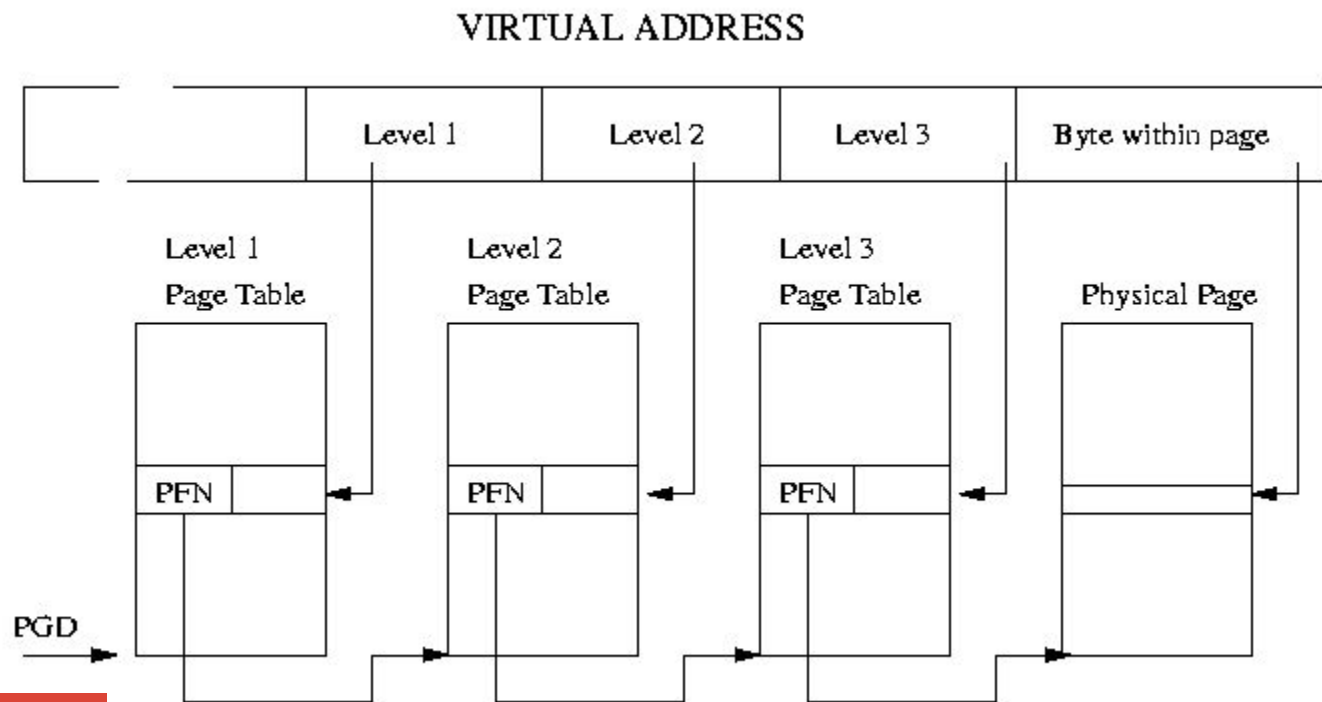 VIRTUAL ADDRESS
Level 1
Level 2
Level 3
Byte within page
Level 1
Page Table
Level 2
Page Table
Level 3
Page Table
Physical Page
PFN
PFN
PFN
PGD